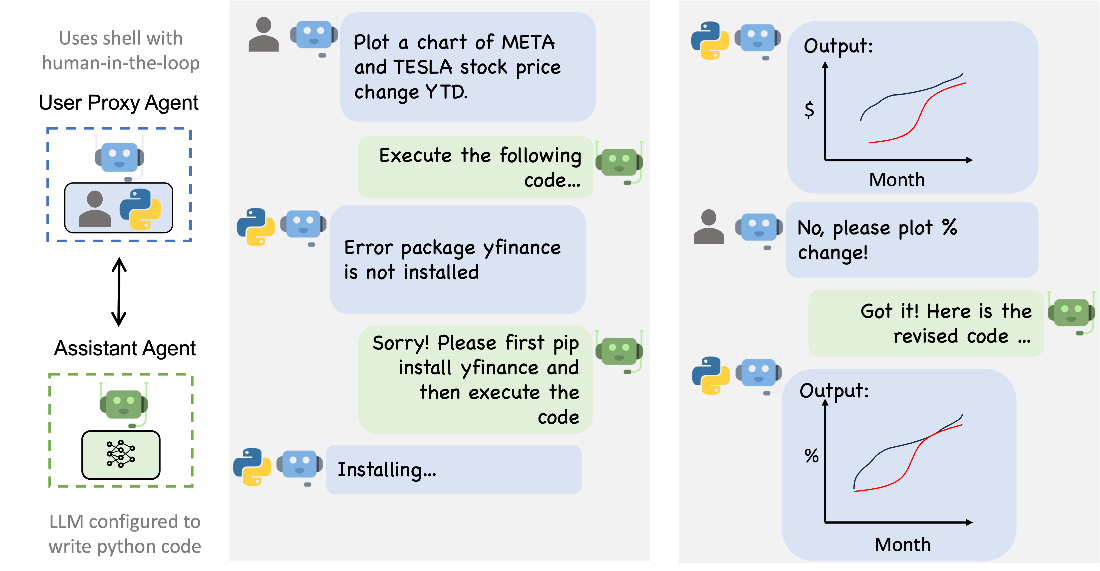 Uses shell with
human-in-the-loop
User Proxy Agent
Assistant Agent
LLM configured to
write python code
Plot a chart of META
and TESLA stock price
change YTD.
Execute the following
code...
Error package yfinance
is not installed
Sorry! Please first pip
install yfinance and
then execute the
code
Installing...
Output:
$
Month
No, please plot %
change!
Got it! Here is the
revised code ...
Output:
%
Month